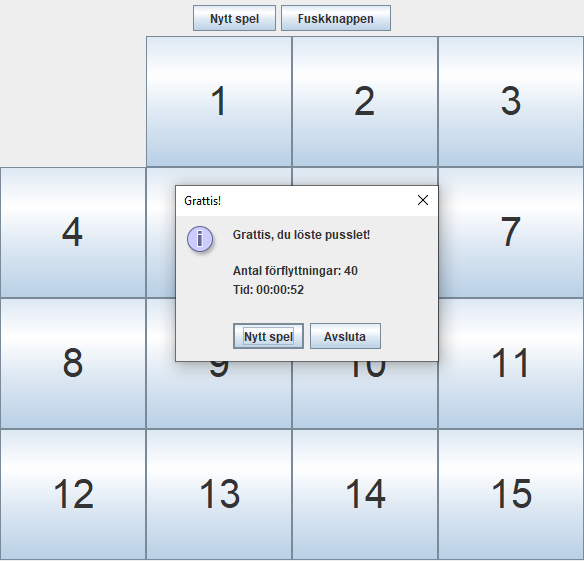 Nytt spel Fuskknappen
1 2 3
4 7
Grattis!
Grattis, du löste pusslet!
Antal förflyttningar: 40
Tid: 00:00:52
Nytt spel Avsluta
8 9 10 11
12 13 14 15